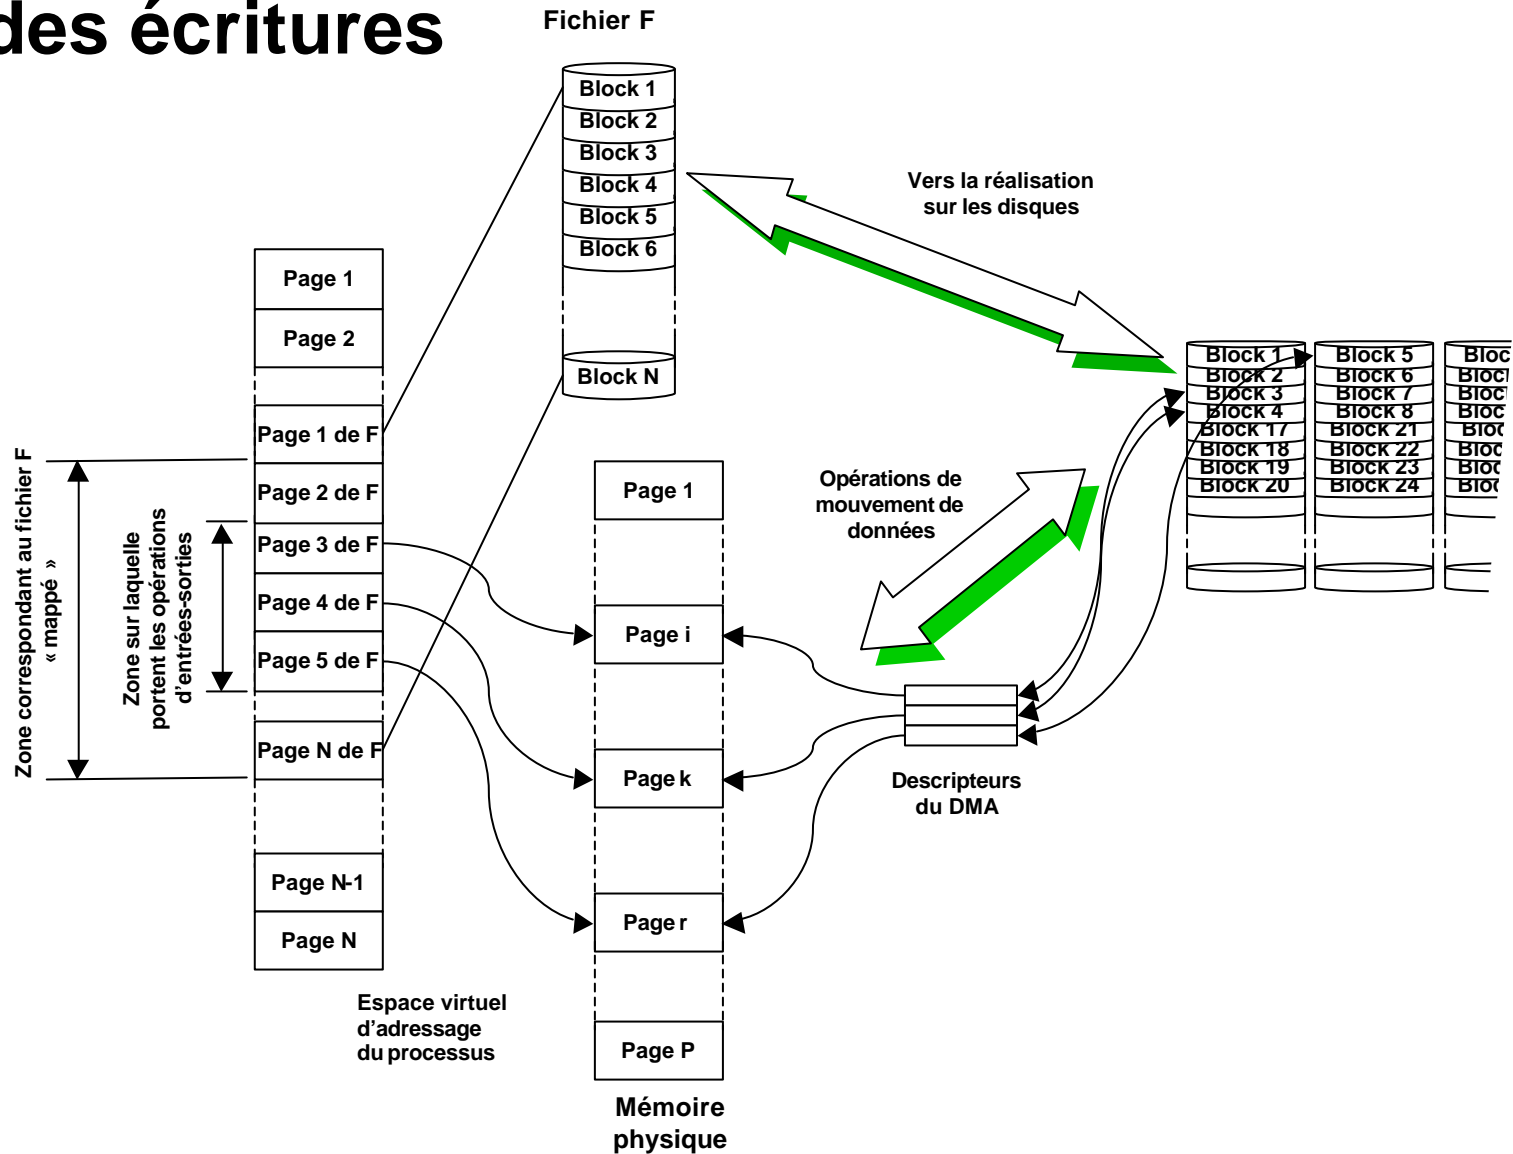 des écritures
Fichier F
Block 1
Block 2
Block 3
Block 4
Block 5
Block 6
Block N
Vers la réalisation
sur les disques
Page 1
Page 2
Page 1 de F
Page 2 de F
Page 3 de F
Page 4 de F
Page 5 de F
Page N de F
Page N-1
Page N
Zone correspondant au fichier F
« mappé »
Zone sur laquelle
portent les opérations
d'entrées-sorties
Espace virtuel
d'adressage
du processus
Page 1
Page i
Page k
Page r
Page P
Mémoire
physique
Opérations de
mouvement de
données
Descripteurs
du DMA
Block 1
Block 2
Block 3
Block 4
Block 17
Block 18
Block 19
Block 20
Block 5
Block 6
Block 7
Block 8
Block 21
Block 22
Block 23
Block 24